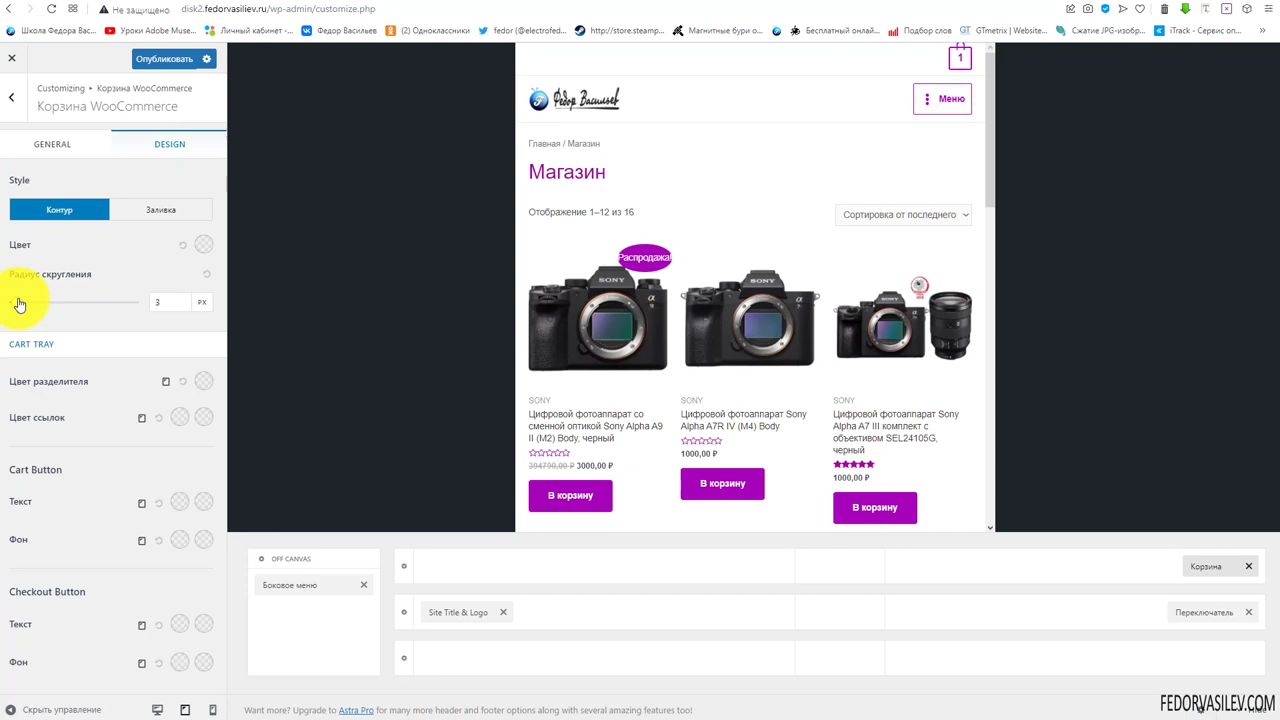 Не защищено
disk2.fedorvasiliev.ru/wp-admin/customize.php
Школа Федора Вас...
Уроки Adobe Muse...
Личный кабинет - ...
Федор Васильев
(2) Одноклассники
fedor (@electrofed...
http://store.steamp...
Магнитные бури о...
Бесплатный онлай...
Подбор слов
GTmetrix | Website...
Сжатие JPG-изобр...
iTrack - Сервис оп...
Опубликовать
Customizing ▸ Корзина WooCommerce
Корзина WooCommerce
GENERAL
DESIGN
Style
Контур
Заливка
Цвет
Радиус скругления
3
PX
CART TRAY
Цвет разделителя
Цвет ссылок
Cart Button
Текст
Фон
Checkout Button
Текст
Фон
Скрыть управление
1
Федор Васильев
Меню
Главная / Магазин
Магазин
Отображение 1–12 из 16
Сортировка от последнего
Распродажа!
SONY
Цифровой фотоаппарат со
сменной оптикой Sony Alpha A9
II (M2) Body, черный
394790,00 ₽ 3000,00 ₽
В корзину
SONY
Цифровой фотоаппарат Sony
Alpha A7R IV (M4) Body
1000,00 ₽
В корзину
SONY
Цифровой фотоаппарат Sony
Alpha A7 III комплект с
объективом SEL24105G,
черный
1000,00 ₽
В корзину
OFF CANVAS
Боковое меню
Корзина
Site Title & Logo
Переключатель
Want more? Upgrade to Astra Pro for many more header and footer options along with several amazing features too!
FEDORVASILEV.COM